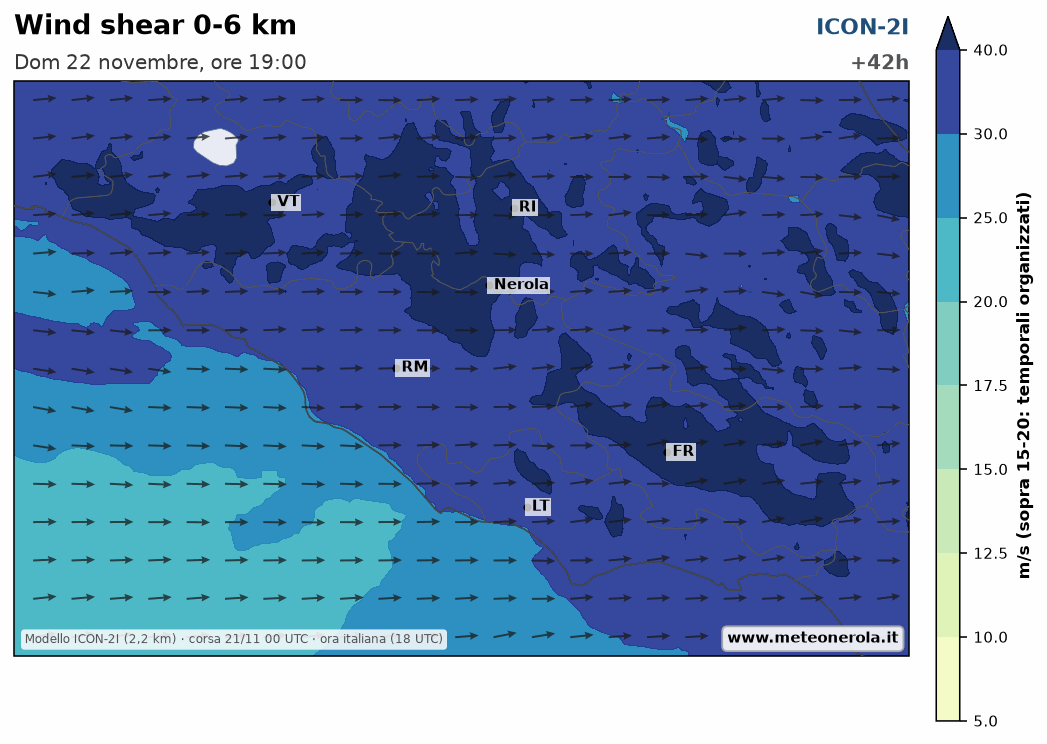 Wind shear 0-6 km
ICON-2I
Dom 22 novembre, ore 19:00
+42h
VT
RI
Nerola
RM
FR
LT
Modello ICON-2I (2,2 km) · corsa 21/11 00 UTC · ora italiana (18 UTC)
www.meteonerola.it
40.0
30.0
25.0
20.0
17.5
15.0
12.5
10.0
5.0
m/s (sopra 15-20: temporali organizzati)